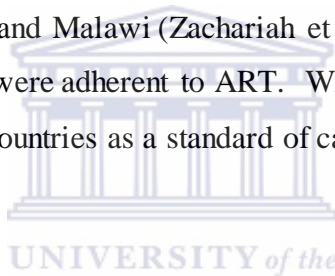 and Malawi (Zachariah et
were adherent to ART. W
ountries as a standard of ca
UNIVERSITY of the